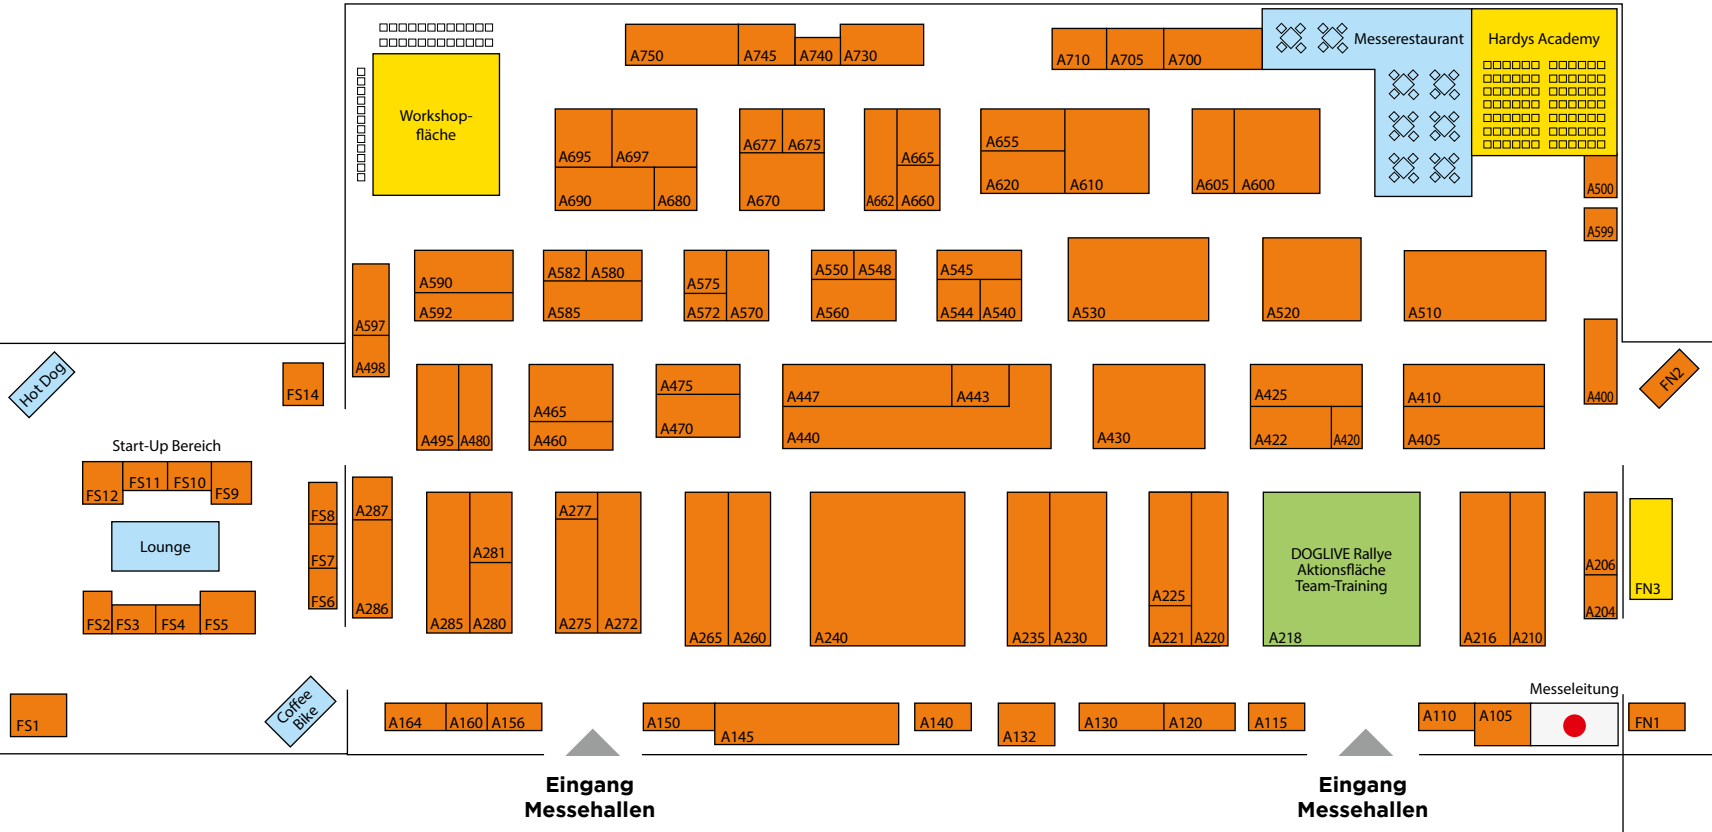 A750 A745 A740 A730
A710 A705 A700
Messerestaurant
Hardys Academy
Workshop-
fläche
A695 A697
A690 A680
A677 A675
A670
A665
A662 A660
A655
A620 A610
A605 A600
A500
A599
A597
A498
A590
A592
A582 A580
A585
A575
A572 A570
A550 A548
A560
A545
A544 A540
A530
A520
A510
A400
FN2
Hot Dog
FS14
A495 A480
A465
A460
A475
A470
A447 A443
A440
A430
A425
A422 A420
A410
A405
Start-Up Bereich
FS12 FS11 FS10 FS9
Lounge
FS2 FS3 FS4 FS5
FS8
FS7
FS6
A287
A286
A281
A285 A280
A277
A275 A272
A265 A260
A240
A235 A230
A225
A221 A220
DOGLIVE Rallye
Aktionsfläche
Team-Training
A218
A216 A210
A206
A204
FN3
FS1
Coffee
Bike
A164 A160 A156
A150 A145
A140
A132
A130 A120
A115
Messeleitung
A110 A105
FN1
Eingang
Messehallen
Eingang
Messehallen